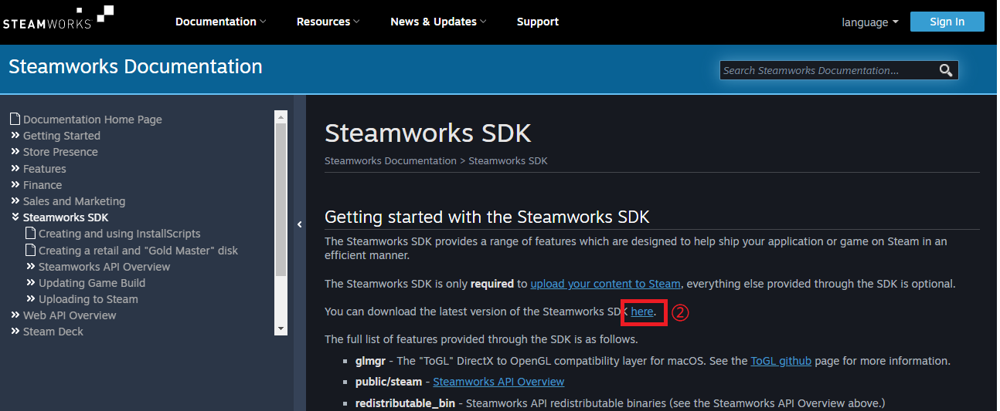 STEAMWORKS
Documentation
Resources
News & Updates
Support
language
Sign In
Steamworks Documentation
Search Steamworks Documentation...
Documentation Home Page
Getting Started
Store Presence
Features
Finance
Sales and Marketing
Steamworks SDK
Creating and using InstallScripts
Creating a retail and "Gold Master" disk
Steamworks API Overview
Updating Game Build
Uploading to Steam
Web API Overview
Steam Deck
Steamworks SDK
Steamworks Documentation > Steamworks SDK
Getting started with the Steamworks SDK
The Steamworks SDK provides a range of features which are designed to help ship your application or game on Steam in an
efficient manner.
The Steamworks SDK is only required to upload your content to Steam, everything else provided through the SDK is optional.
You can download the latest version of the Steamworks SDK here. ②
The full list of features provided through the SDK is as follows.
glmgr - The "ToGL" DirectX to OpenGL compatibility layer for macOS. See the ToGL github page for more information.
public/steam - Steamworks API Overview
redistributable_bin - Steamworks API redistributable binaries (see the Steamworks API Overview above.)